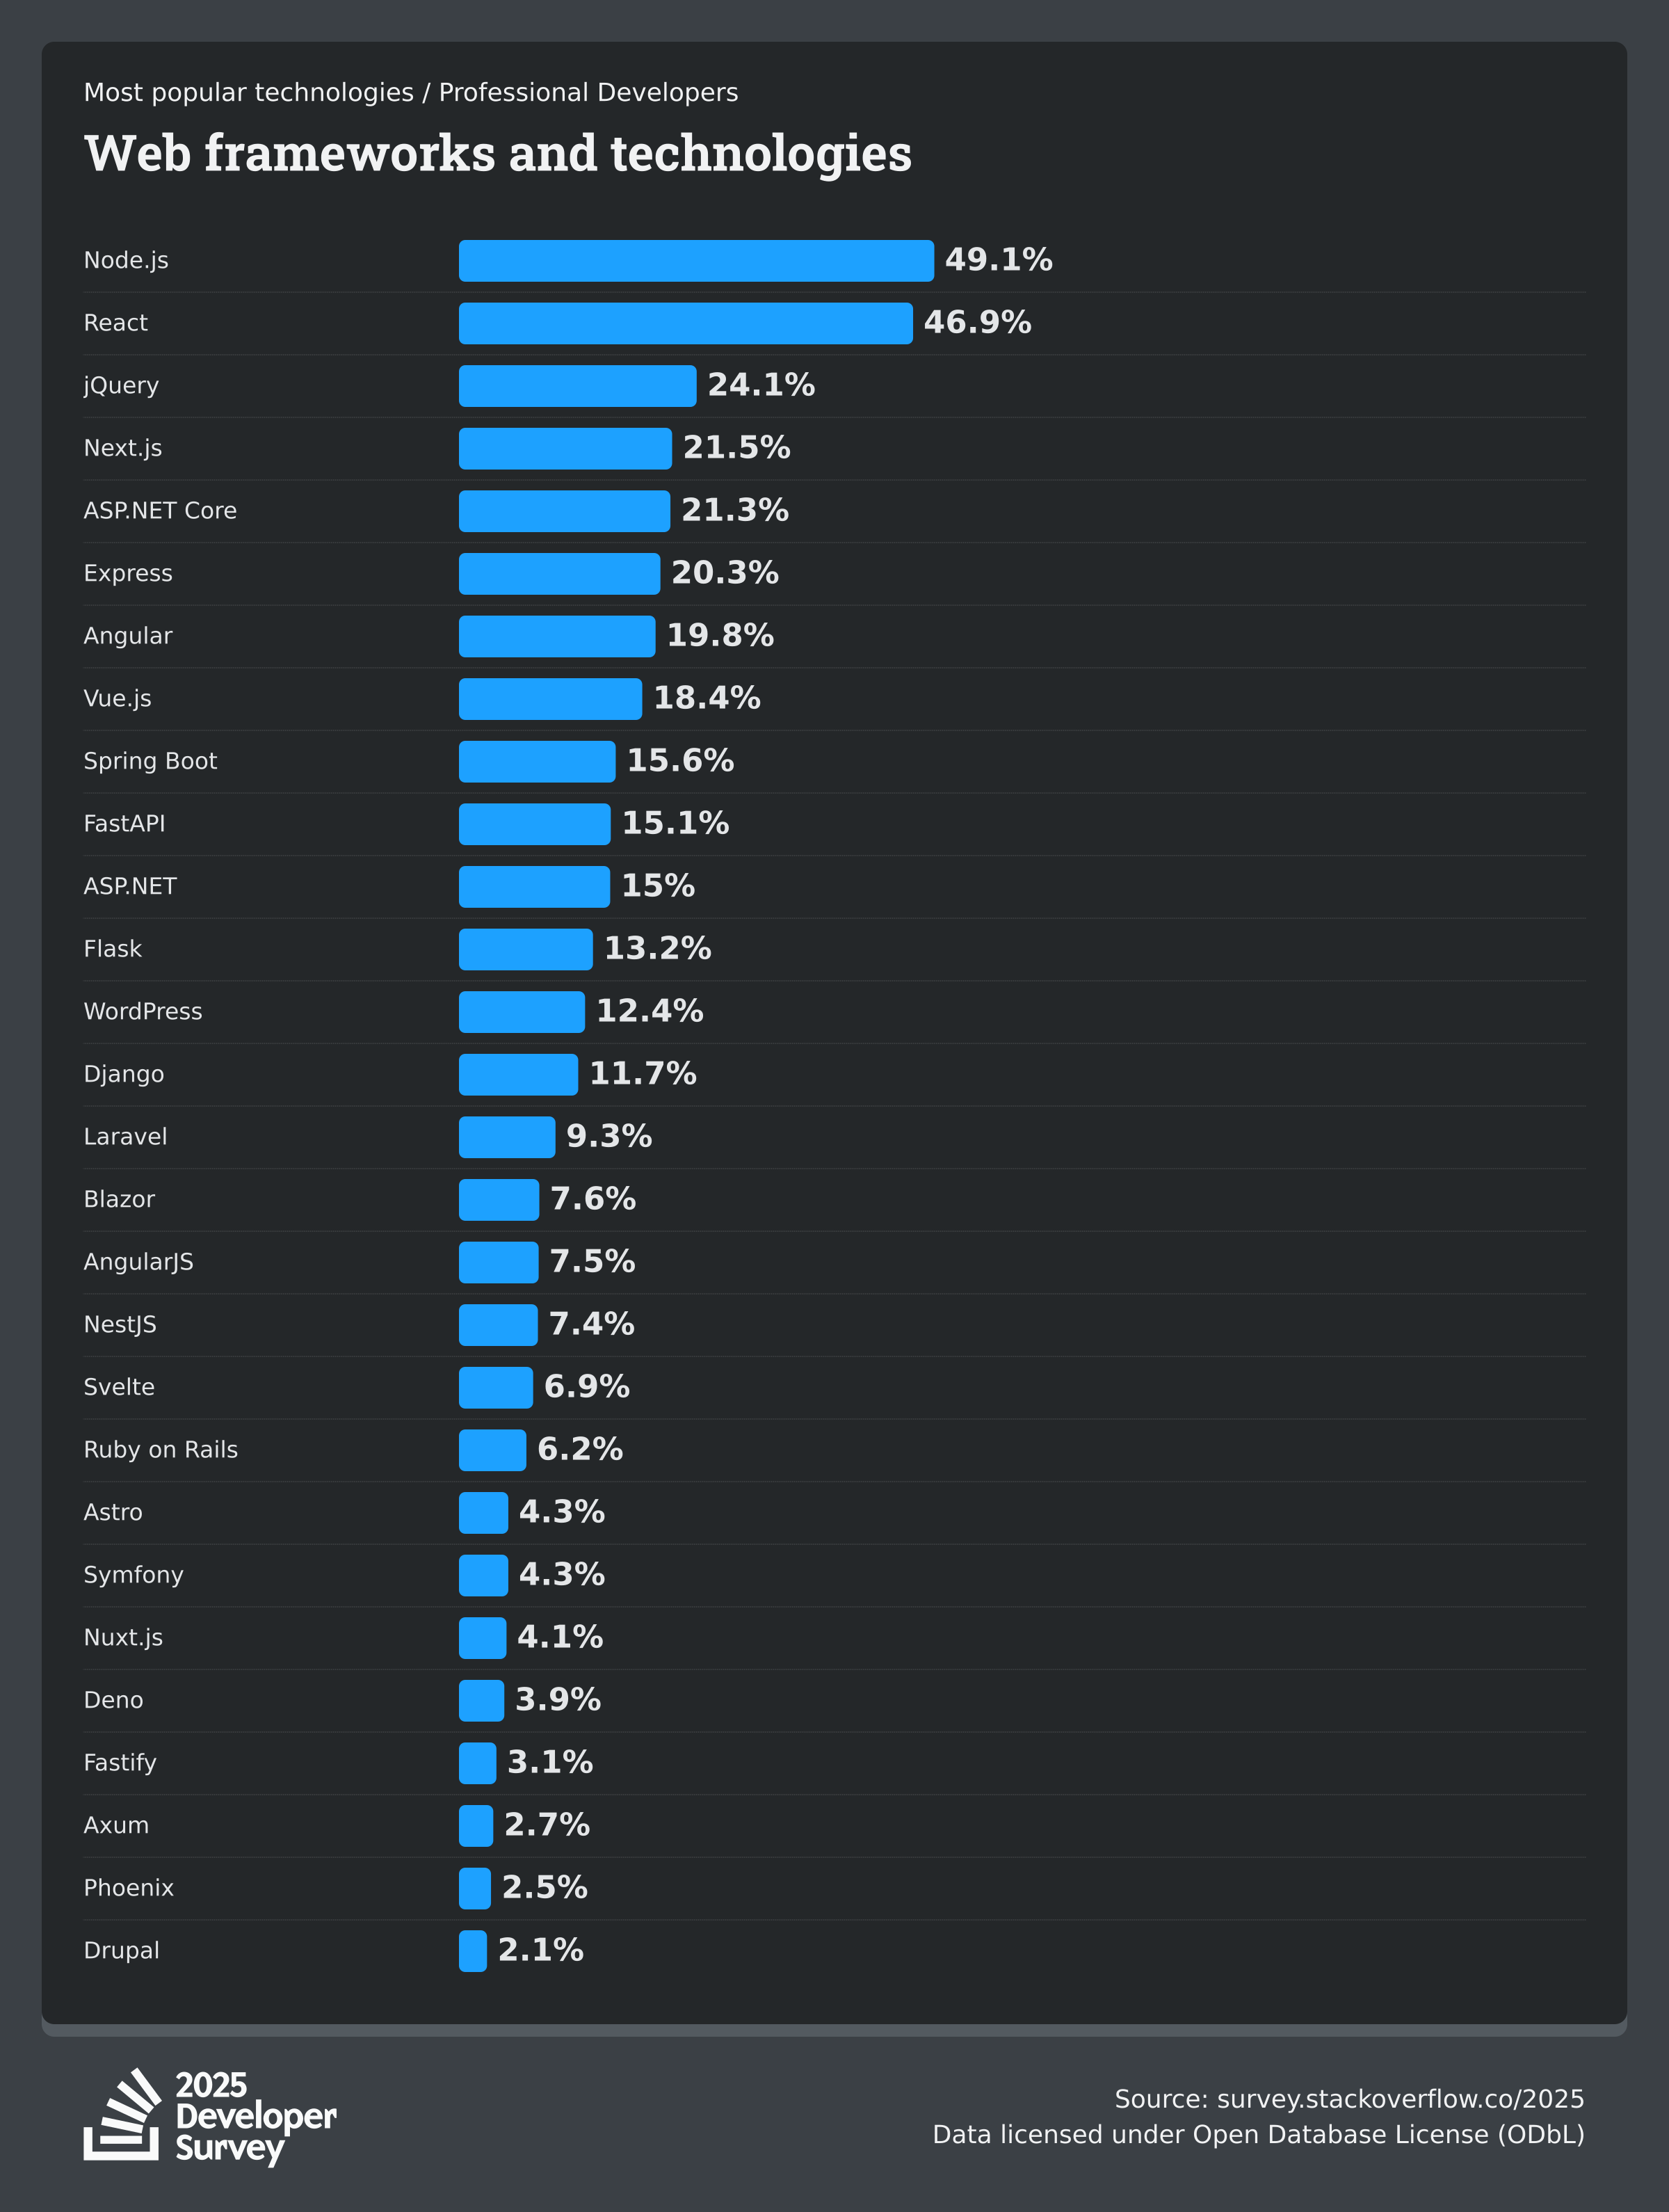 Most popular technologies / Professional Developers
Web frameworks and technologies
Node.js 49.1%
React 46.9%
jQuery 24.1%
Next.js 21.5%
ASP.NET Core 21.3%
Express 20.3%
Angular 19.8%
Vue.js 18.4%
Spring Boot 15.6%
FastAPI 15.1%
ASP.NET 15%
Flask 13.2%
WordPress 12.4%
Django 11.7%
Laravel 9.3%
Blazor 7.6%
AngularJS 7.5%
NestJS 7.4%
Svelte 6.9%
Ruby on Rails 6.2%
Astro 4.3%
Symfony 4.3%
Nuxt.js 4.1%
Deno 3.9%
Fastify 3.1%
Axum 2.7%
Phoenix 2.5%
Drupal 2.1%
2025
Developer
Survey
Source: survey.stackoverflow.co/2025
Data licensed under Open Database License (ODbL)